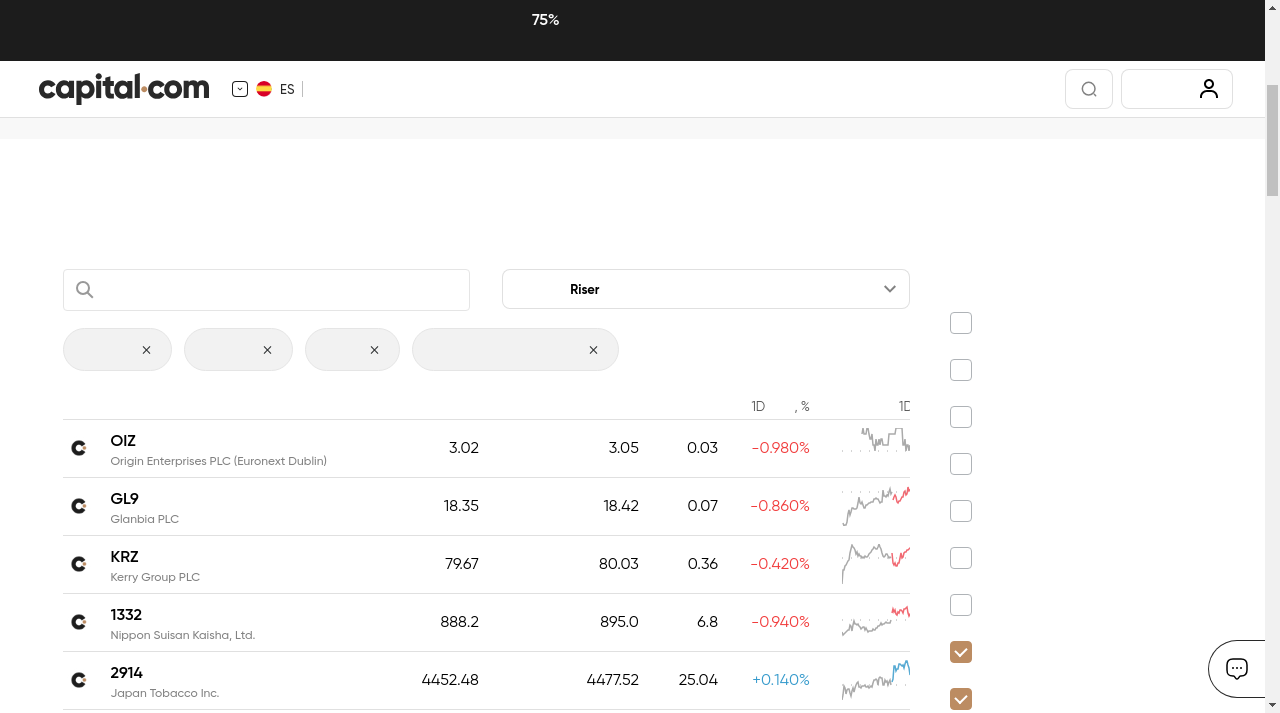 75%
capital.com
ES
Riser
1D , % 1D
OIZ 3.02 3.05 0.03 -0.980%
Origin Enterprises PLC (Euronext Dublin)
GL9 18.35 18.42 0.07 -0.860%
Glanbia PLC
KRZ 79.67 80.03 0.36 -0.420%
Kerry Group PLC
1332 888.2 895.0 6.8 -0.940%
Nippon Suisan Kaisha, Ltd.
2914 4452.48 4477.52 25.04 +0.140%
Japan Tobacco Inc.